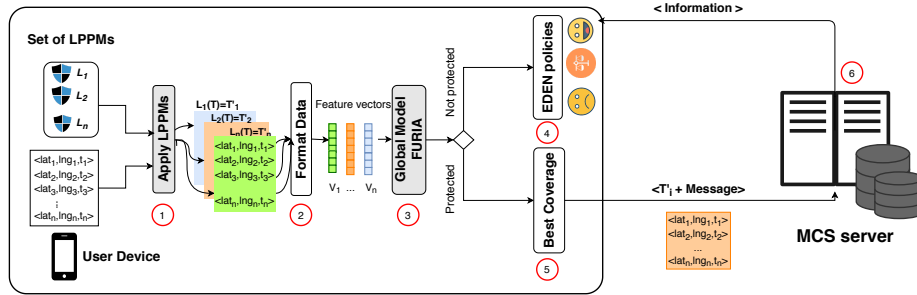 Set of LPPMs
L1
L2
Ln
<lat1,lng1,t1>
<lat2,lng2,t2>
<lat3,lng3,t3>
;
<latn,lngn,tn>
User Device
Apply LPPMs
1
L1(T)=T'1
L2(T)=T'2
Ln(T)=T'n
<lat1,lng1,t1>
<lat2,lng2,t2>
<lat3,lng3,t3>
<latn,lngn,tn>
Format Data
2
Feature vectors
V1 ... Vn
Global Model
FURIA
3
Not protected
Protected
EDEN policies
4
Best Coverage
5
< Information >
6
<T'i + Message>
<lat1,lng1,t1>
<lat2,lng2,t2>
...
<latn,lngn,tn>
MCS server